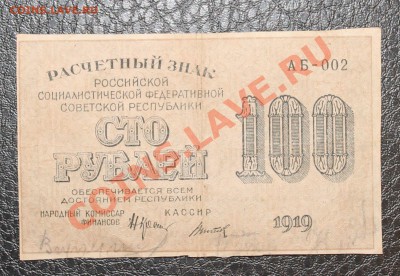 РАСЧЕТНЫЙ ЗНАК
РОССИЙСКОЙ
СОЦИАЛИСТИЧЕСКОЙ ФЕДЕРАТИВНОЙ
СОВЕТСКОЙ РЕСПУБЛИКИ
СТО
РУБЛЕЙ
ОБЕСПЕЧИВАЕТСЯ ВСЕМ
ДОСТОЯНИЕМ РЕСПУБЛИКИ
НАРОДНЫЙ КОМИССАР
ФИНАНСОВ
КАССИР
АБ-002
100
1919
COINS.LAVE.RU
COINS.LAVE.RU